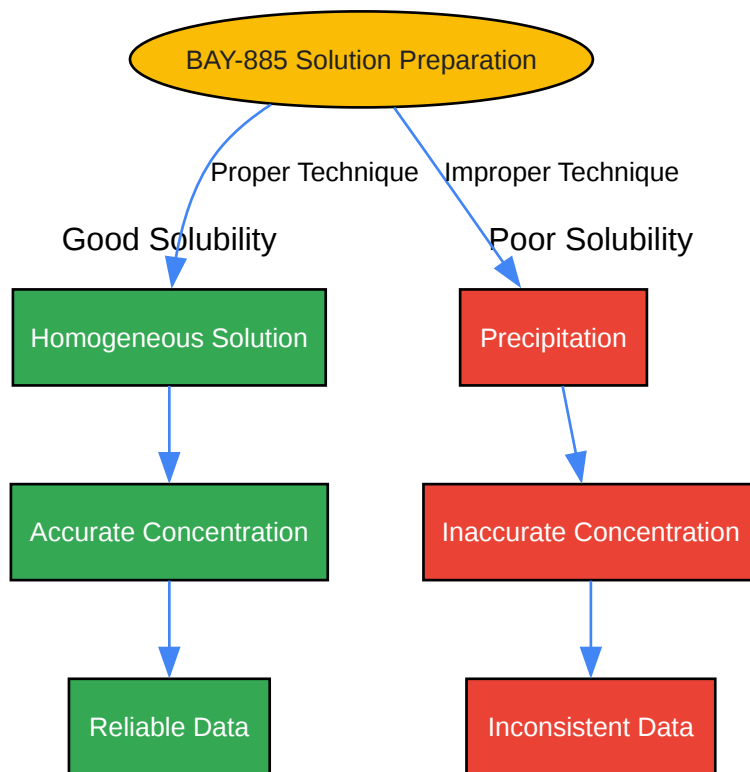 BAY-885 Solution Preparation
Proper Technique
Improper Technique
Good Solubility
Poor Solubility
Homogeneous Solution
Precipitation
Accurate Concentration
Inaccurate Concentration
Reliable Data
Inconsistent Data